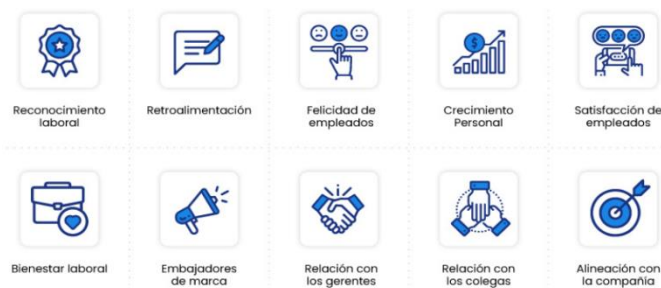 Reconocimiento
laboral
Retroalimentación
Felicidad de
empleados
Crecimiento
Personal
Satisfacción de
empleados
Bienestar laboral
Embajadores
de marca
Relación con
los gerentes
Relación con
los colegas
Alineación con
la compañía